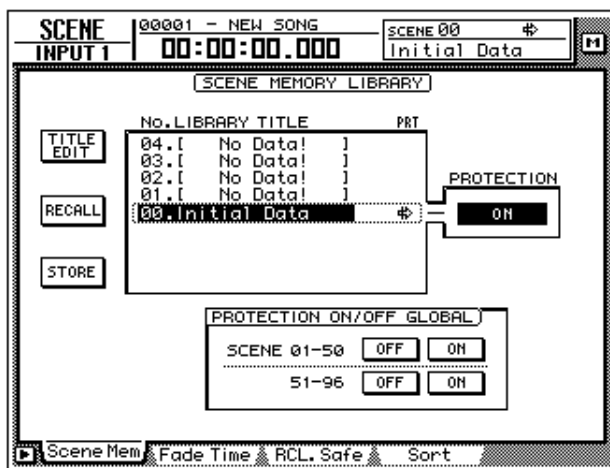 SCENE
INPUT 1
00001 - NEW SONG
00:00:00.000
SCENE 00
Initial Data
M
SCENE MEMORY LIBRARY
No.LIBRARY TITLE PRT
04.[ No Data! ]
03.[ No Data! ]
02.[ No Data! ]
01.[ No Data! ]
00.Initial Data
TITLE
EDIT
RECALL
STORE
PROTECTION
ON
PROTECTION ON/OFF GLOBAL
SCENE 01-50 OFF ON
51-96 OFF ON
Scene Mem Fade Time RCL. Safe Sort